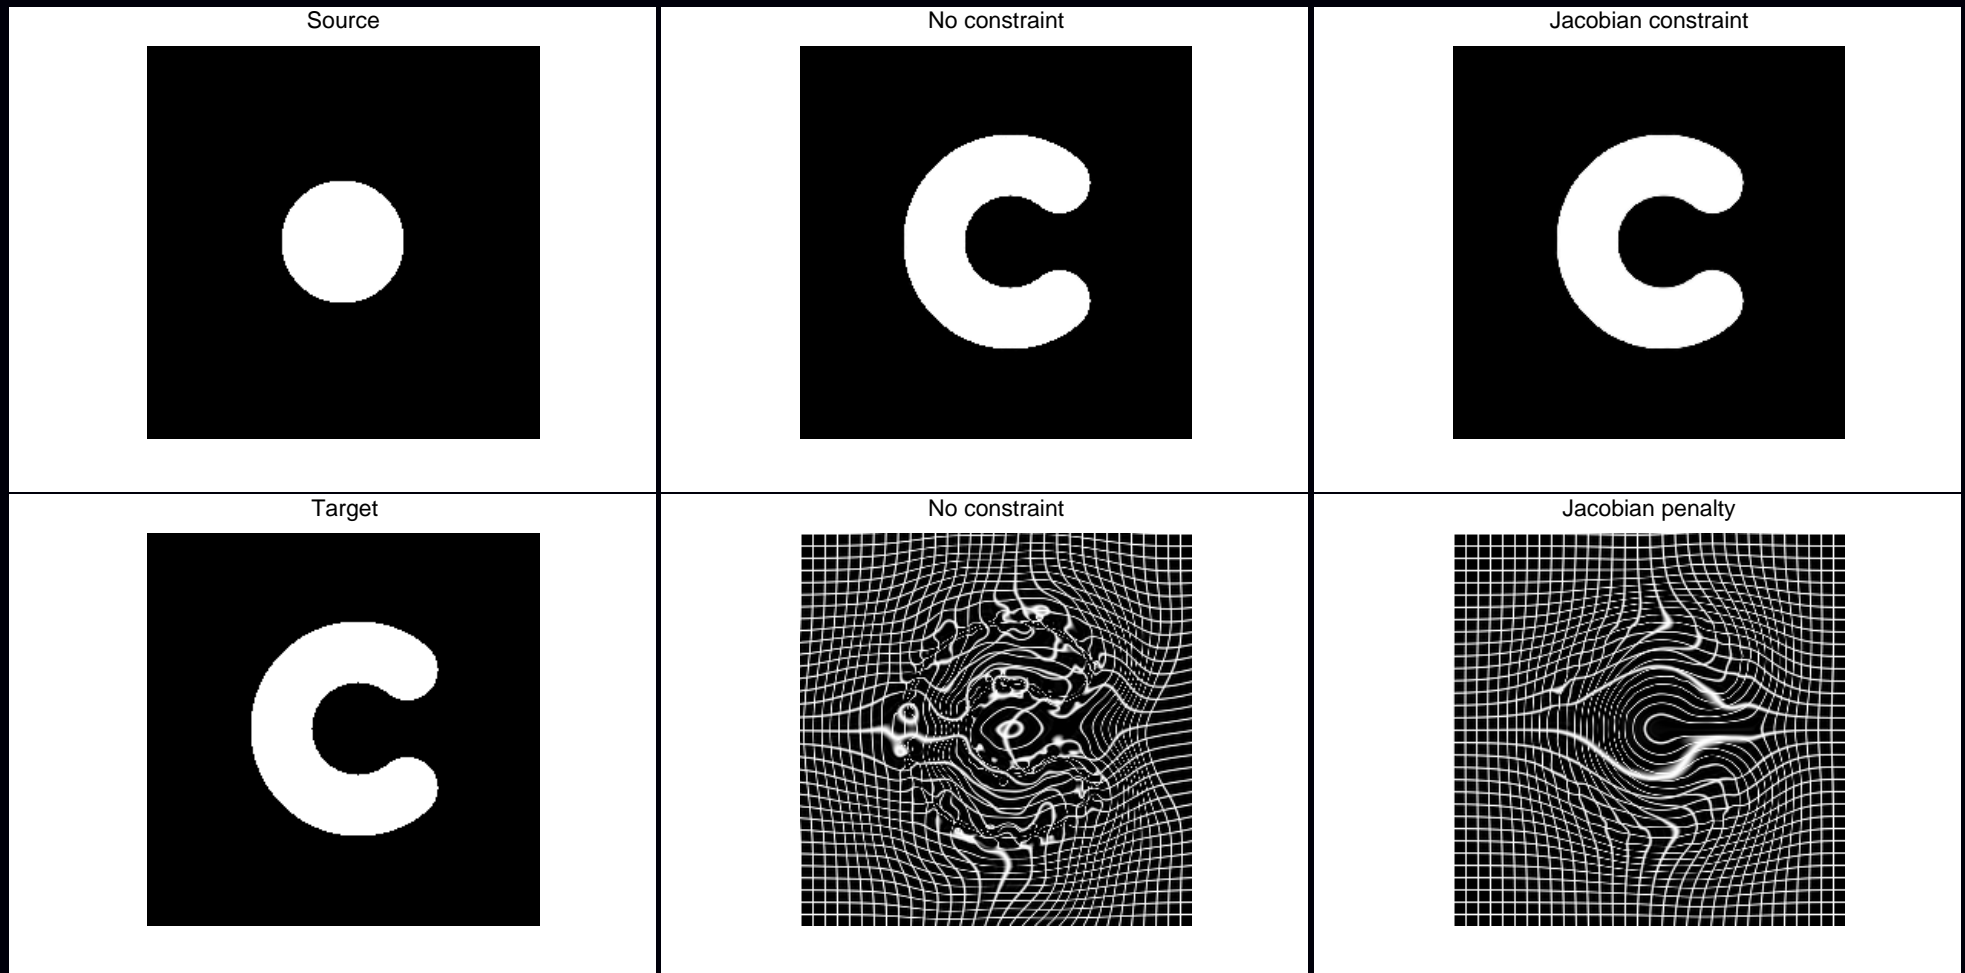 Source
No constraint
Jacobian constraint
Target
No constraint
Jacobian penalty